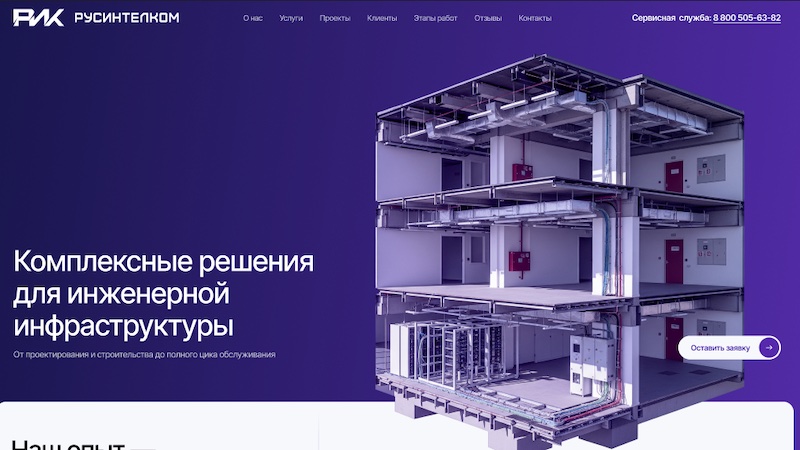 РИК РУСИНТЕЛКОМ
О нас Услуги Проекты Клиенты Этапы работ Отзывы Контакты
Сервисная служба: 8 800 505-63-82
Комплексные решения
для инженерной
инфраструктуры
От проектирования и строительства до полного цика обслуживания
Оставить заявку
Наш опыт —